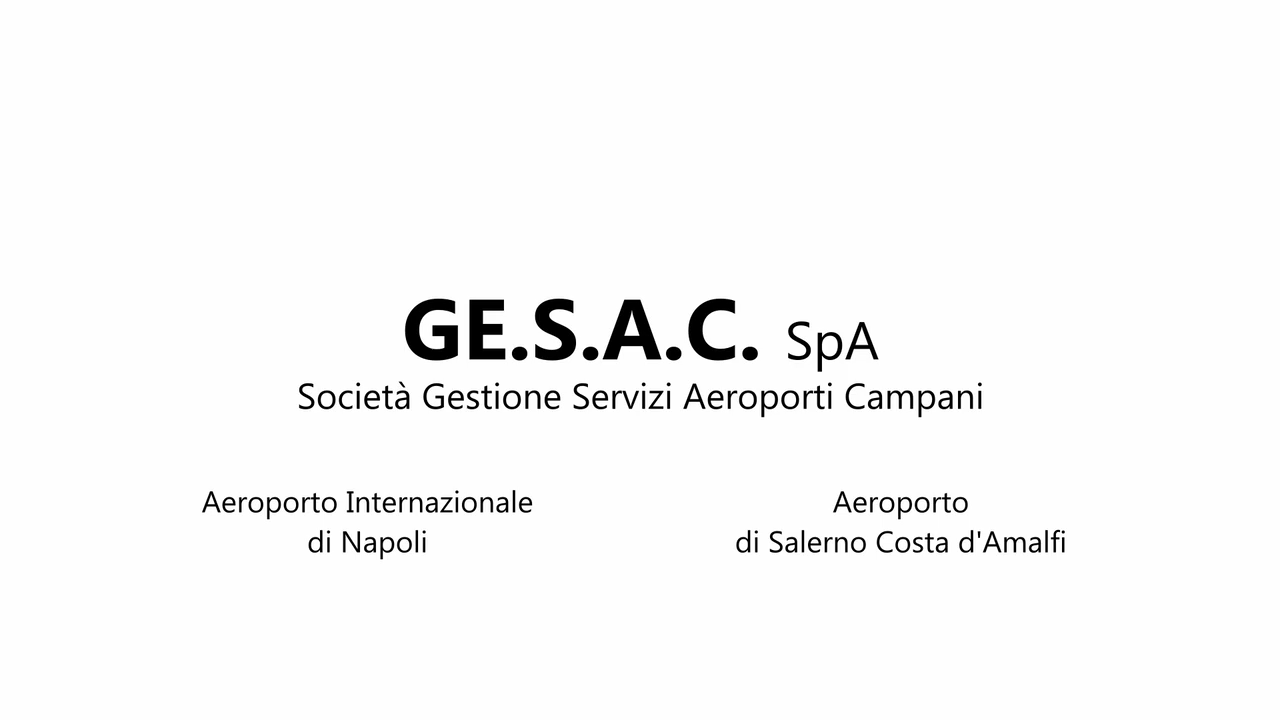 GE.S.A.C. SpA
Società Gestione Servizi Aeroporti Campani
Aeroporto Internazionale
di Napoli
Aeroporto
di Salerno Costa d'Amalfi